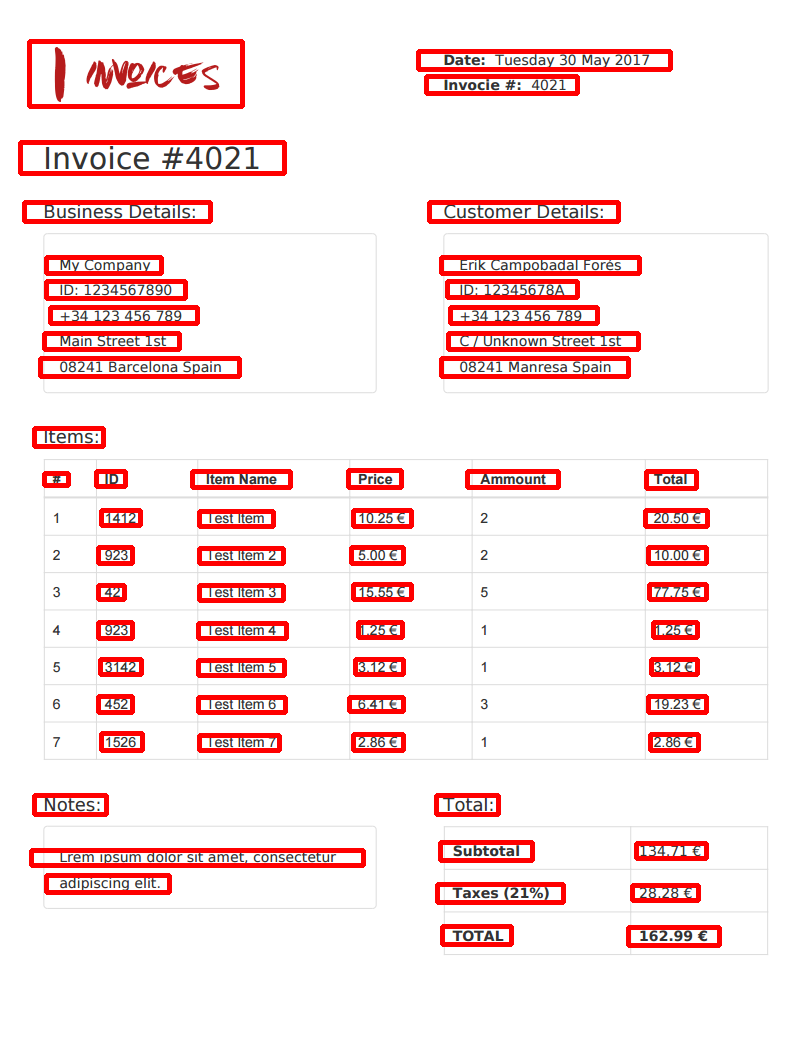 INVOICES
Date: Tuesday 30 May 2017
Invocie #: 4021
Invoice #4021
Business Details:
My Company
ID: 1234567890
+34 123 456 789
Main Street 1st
08241 Barcelona Spain
Customer Details:
Erik Campobadal Forés
ID: 12345678A
+34 123 456 789
C / Unknown Street 1st
08241 Manresa Spain
Items:
# ID Item Name Price Ammount Total
1 1412 Test Item 10.25 € 2 20.50 €
2 923 Test Item 2 5.00 € 2 10.00 €
3 42 Test Item 3 15.55 € 5 77.75 €
4 923 Test Item 4 1.25 € 1 1.25 €
5 3142 Test Item 5 3.12 € 1 3.12 €
6 452 Test Item 6 6.41 € 3 19.23 €
7 1526 Test Item 7 2.86 € 1 2.86 €
Notes:
Lrem ipsum dolor sit amet, consectetur
adipiscing elit.
Total:
Subtotal 134.71 €
Taxes (21%) 28.28 €
TOTAL 162.99 €